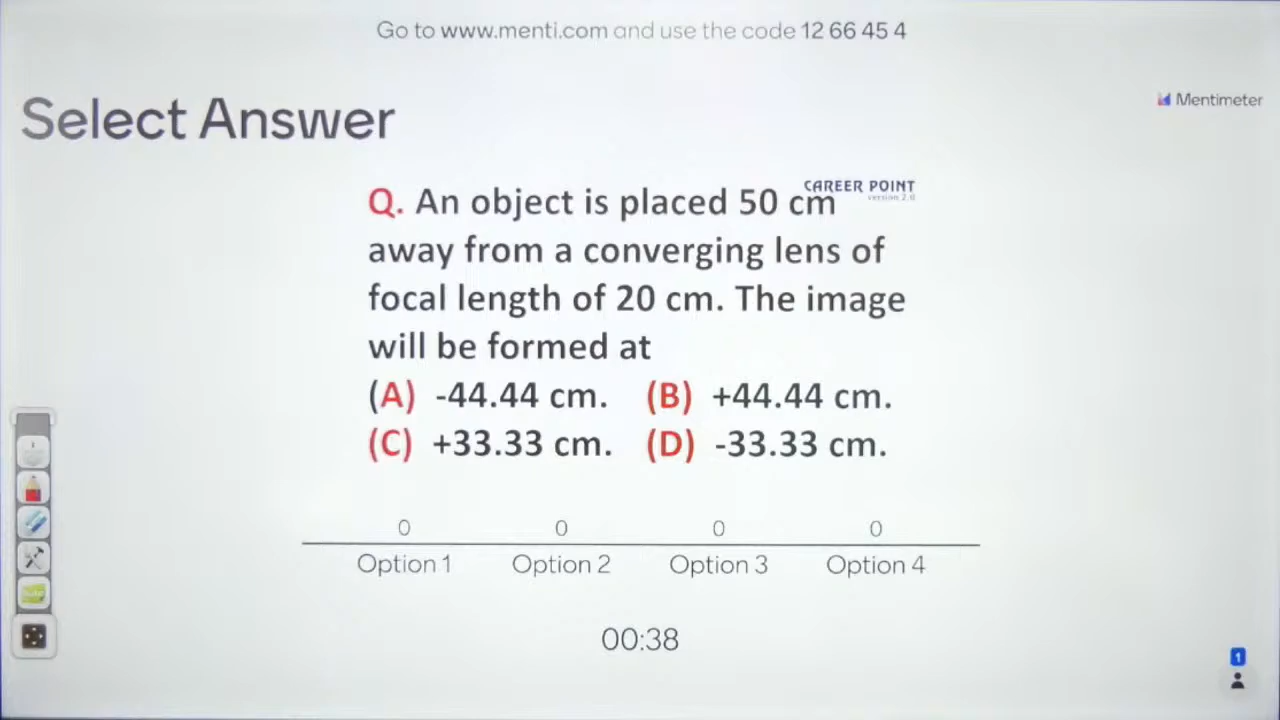 Go to www.menti.com and use the code 12 66 45 4
Mentimeter
Select Answer
CAREER POINT
version 2.0
Q. An object is placed 50 cm
away from a converging lens of
focal length of 20 cm. The image
will be formed at
(A) -44.44 cm. (B) +44.44 cm.
(C) +33.33 cm. (D) -33.33 cm.
0 0 0 0
Option 1 Option 2 Option 3 Option 4
00:38
1